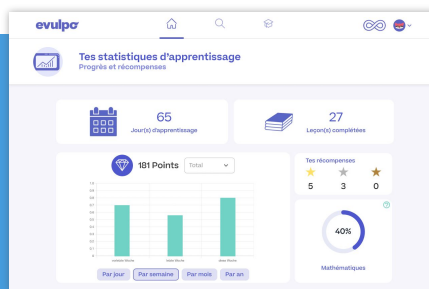 evulpo
Tes statistiques d'apprentissage
Progrès et récompenses
65
Jour(s) d'apprentissage
27
Leçon(s) complétées
181 Points
Total
Tes récompenses
5
3
0
40%
Mathématiques
Par jour
Par semaine
Par mois
Par an